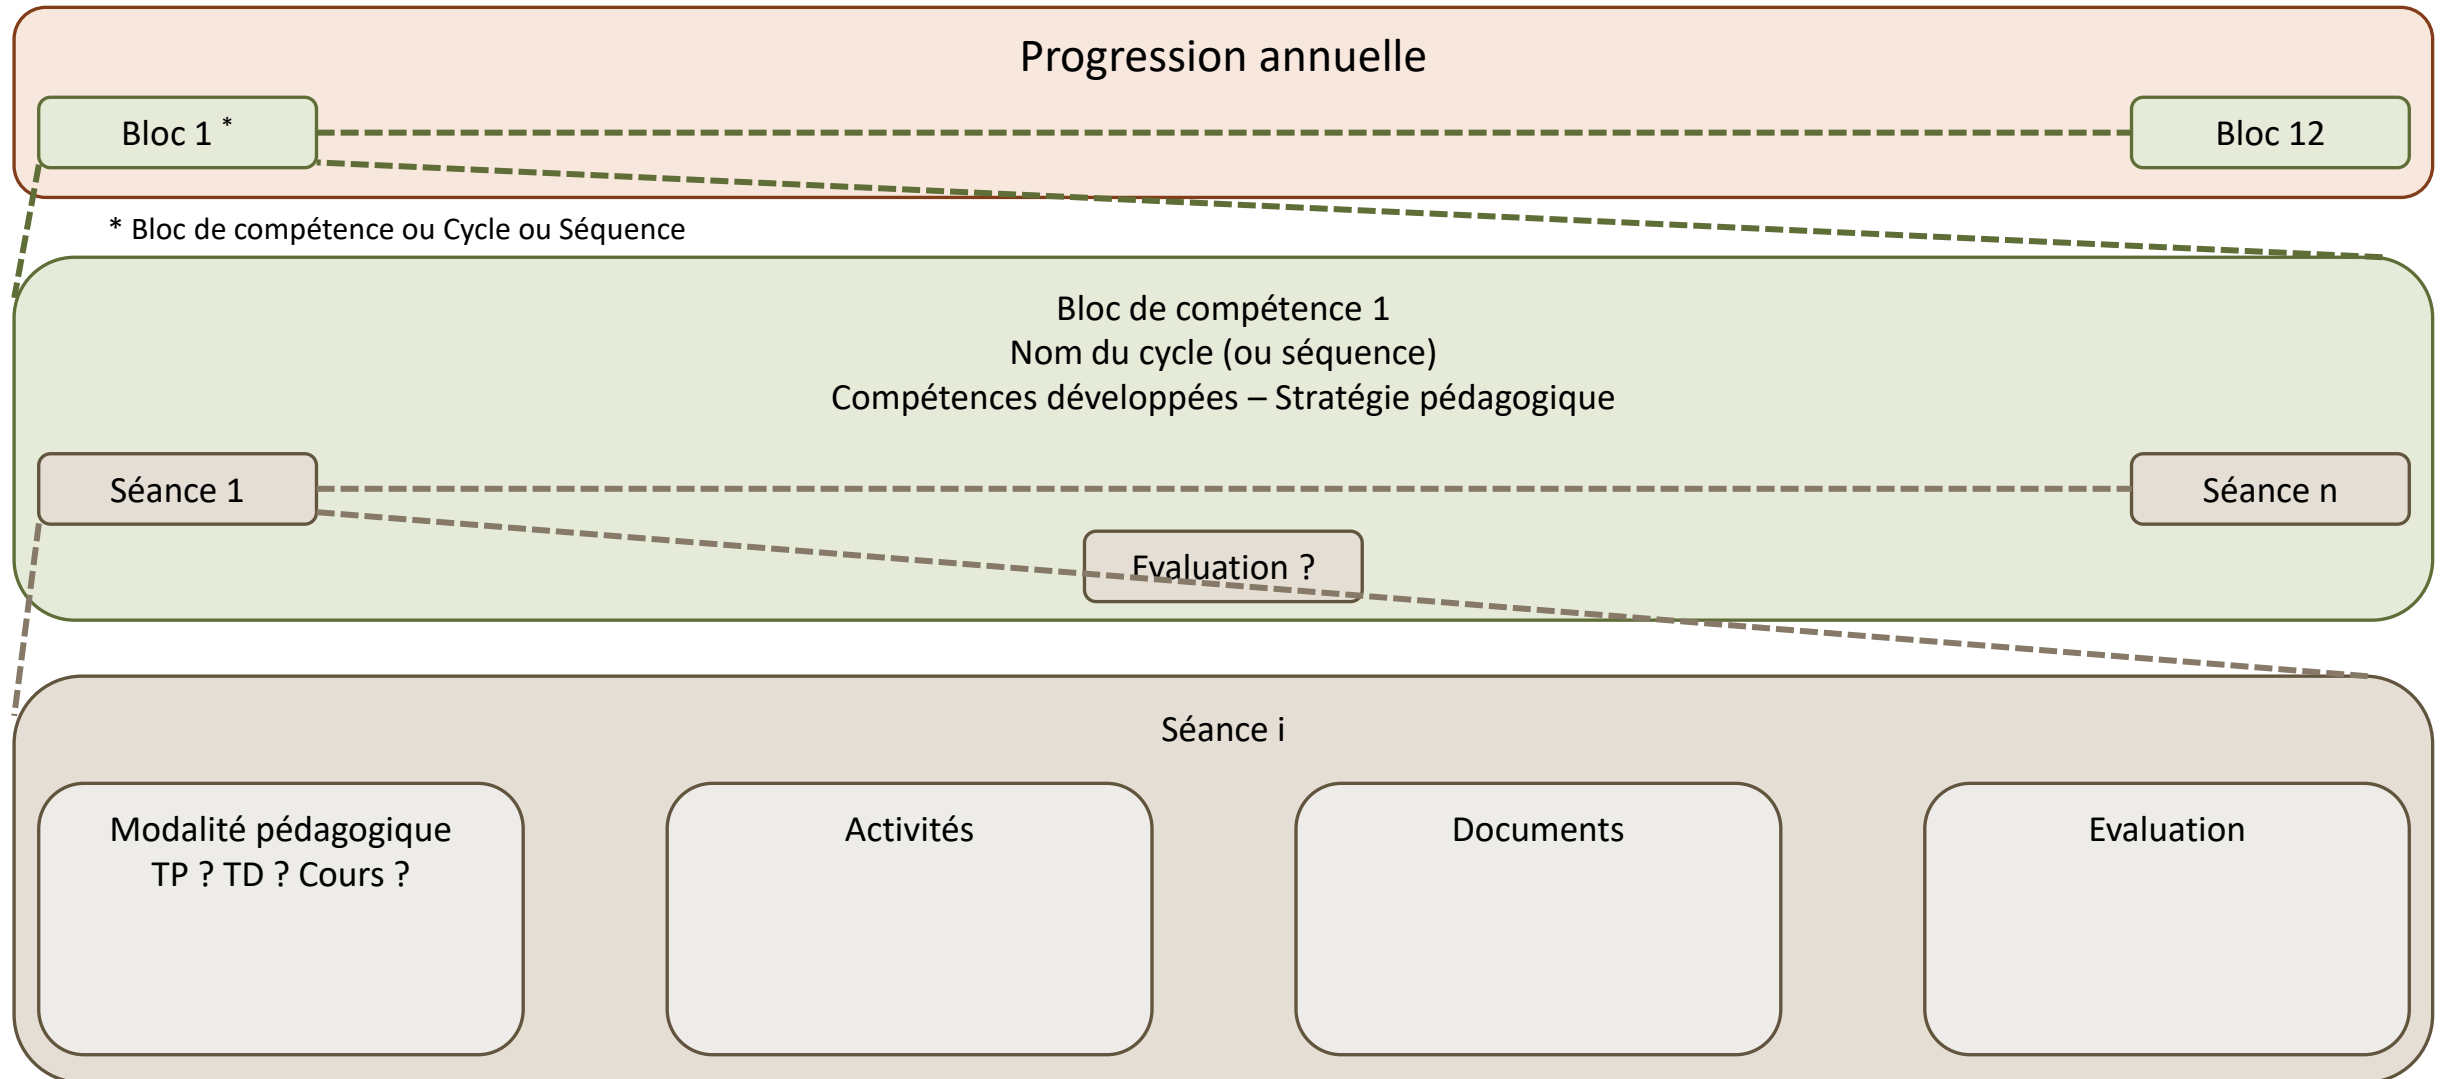 Progression annuelle
Bloc 1 *
Bloc 12
* Bloc de compétence ou Cycle ou Séquence
Bloc de compétence 1
Nom du cycle (ou séquence)
Compétences développées – Stratégie pédagogique
Séance 1
Séance n
Evaluation ?
Séance i
Modalité pédagogique
TP ? TD ? Cours ?
Activités
Documents
Evaluation